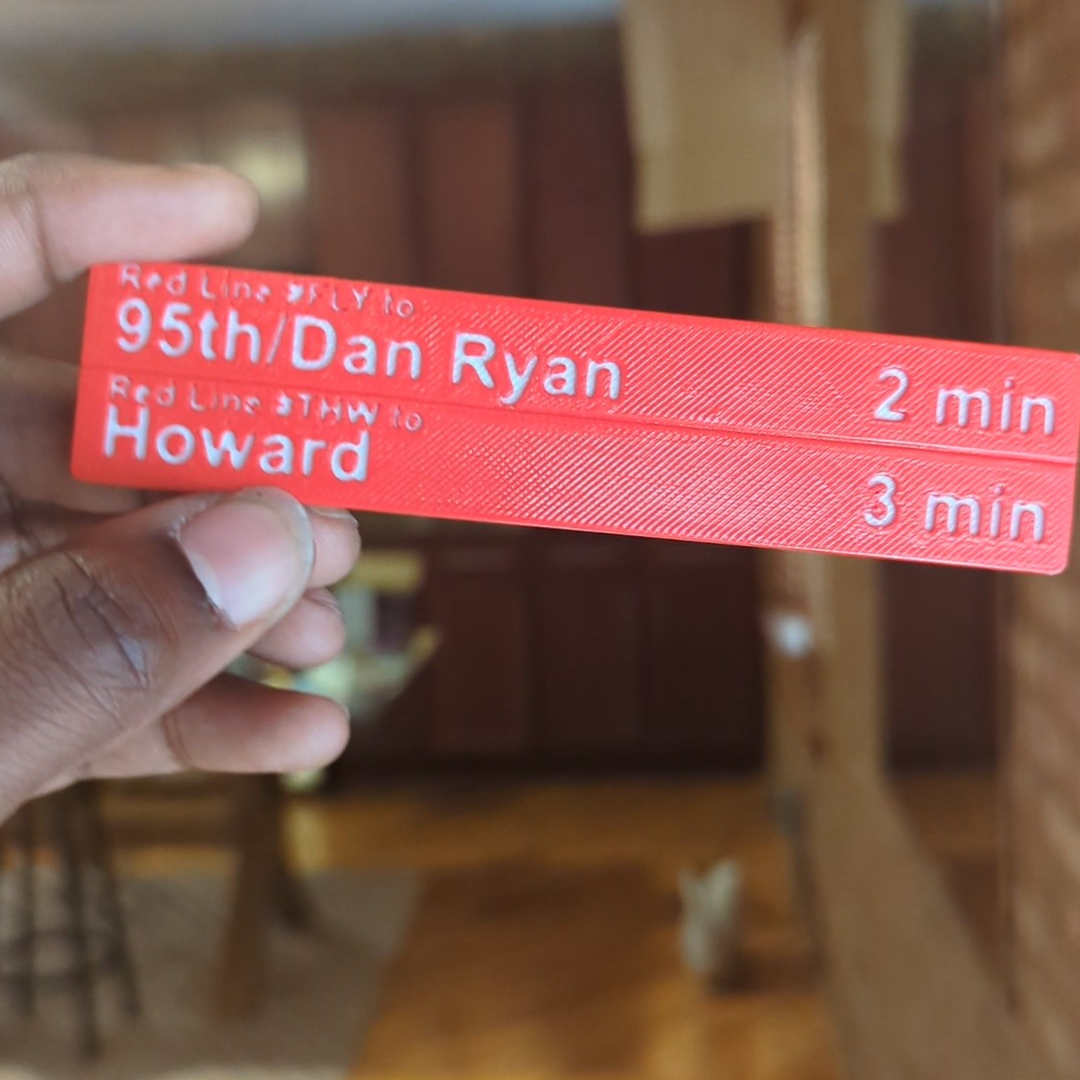 Red Line #FLY to
95th/Dan Ryan 2 min
Red Line #THW to
Howard 3 min